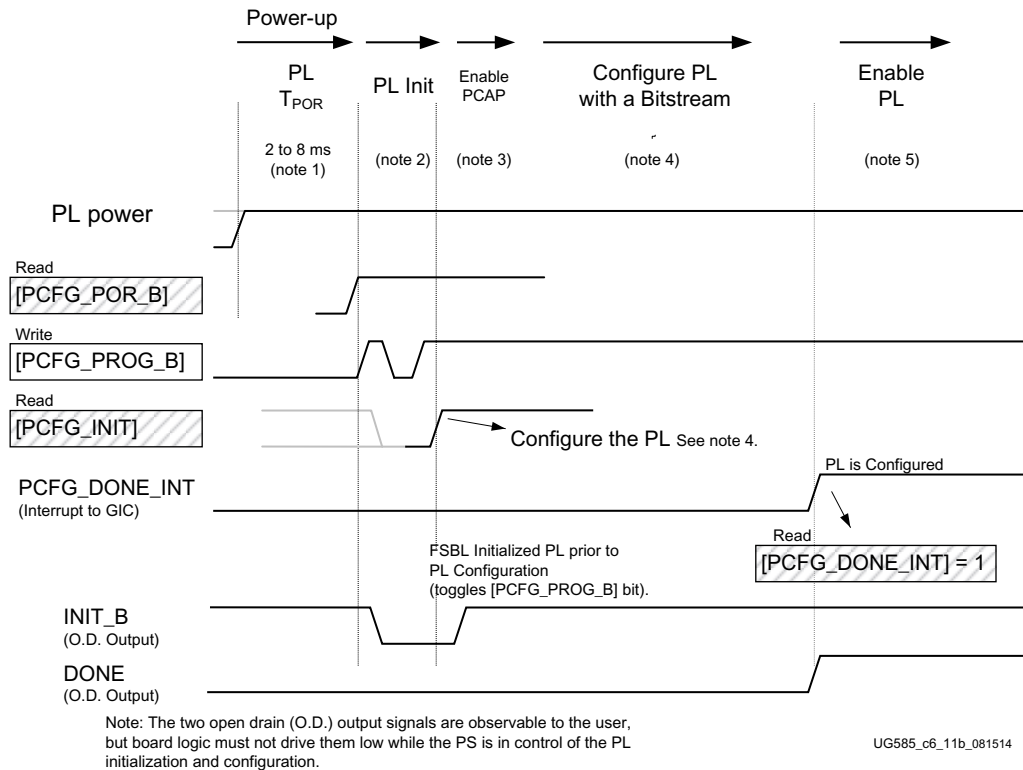 Power-up
PL
TPOR
PL Init
Enable
PCAP
Configure PL
with a Bitstream
Enable
PL
2 to 8 ms
(note 1)
(note 2)
(note 3)
(note 4)
(note 5)
PL power
Read
[PCFG_POR_B]
Write
[PCFG_PROG_B]
Read
[PCFG_INIT]
Configure the PL See note 4.
PCFG_DONE_INT
(Interrupt to GIC)
PL is Configured
Read
[PCFG_DONE_INT] = 1
FSBL Initialized PL prior to
PL Configuration
(toggles [PCFG_PROG_B] bit).
INIT_B
(O.D. Output)
DONE
(O.D. Output)
Note: The two open drain (O.D.) output signals are observable to the user,
but board logic must not drive them low while the PS is in control of the PL
initialization and configuration.
UG585_c6_11b_081514